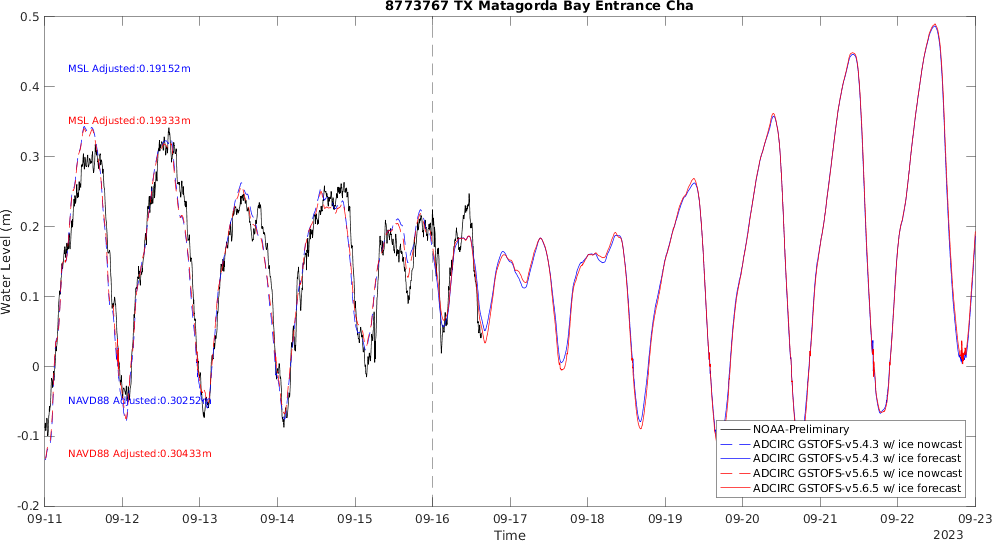 8773767 TX Matagorda Bay Entrance Cha
0.5
0.4
0.3
0.2
0.1
0
-0.1
-0.2
Water Level (m)
MSL Adjusted:0.19152m
MSL Adjusted:0.19333m
NAVD88 Adjusted:0.30252m
NAVD88 Adjusted:0.30433m
NOAA-Preliminary
ADCIRC GSTOFS-v5.4.3 w/ ice nowcast
ADCIRC GSTOFS-v5.4.3 w/ ice forecast
ADCIRC GSTOFS-v5.6.5 w/ ice nowcast
ADCIRC GSTOFS-v5.6.5 w/ ice forecast
09-11 09-12 09-13 09-14 09-15 09-16 09-17 09-18 09-19 09-20 09-21 09-22 09-23
Time
2023